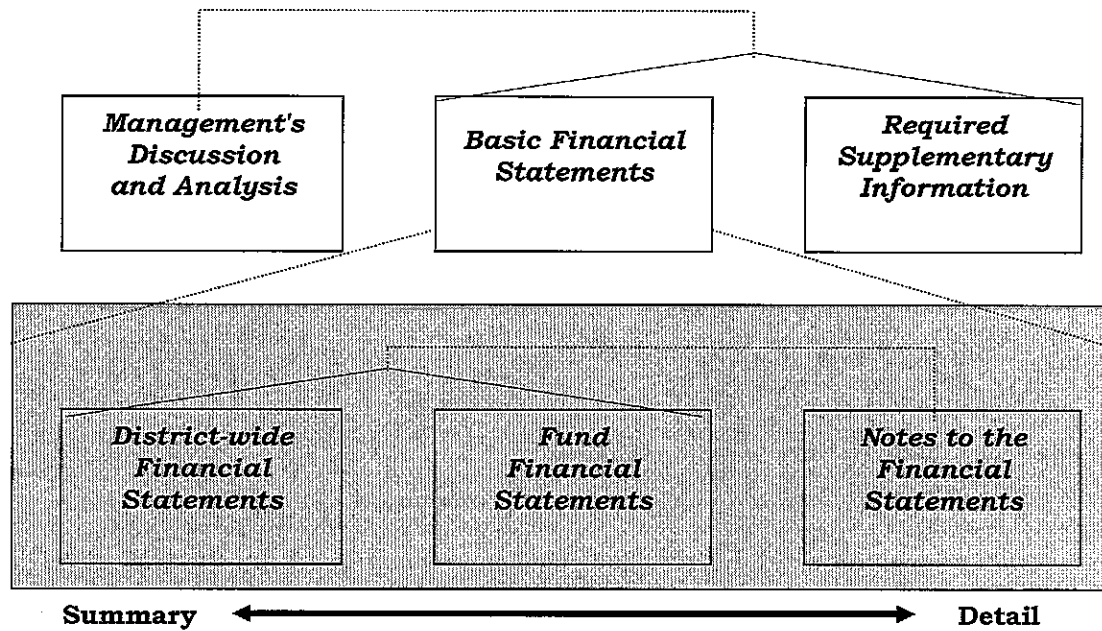 Management's
Discussion
and Analysis
Basic Financial
Statements
Required
Supplementary
Information
District-wide
Financial
Statements
Fund
Financial
Statements
Notes to the
Financial
Statements
Summary
Detail